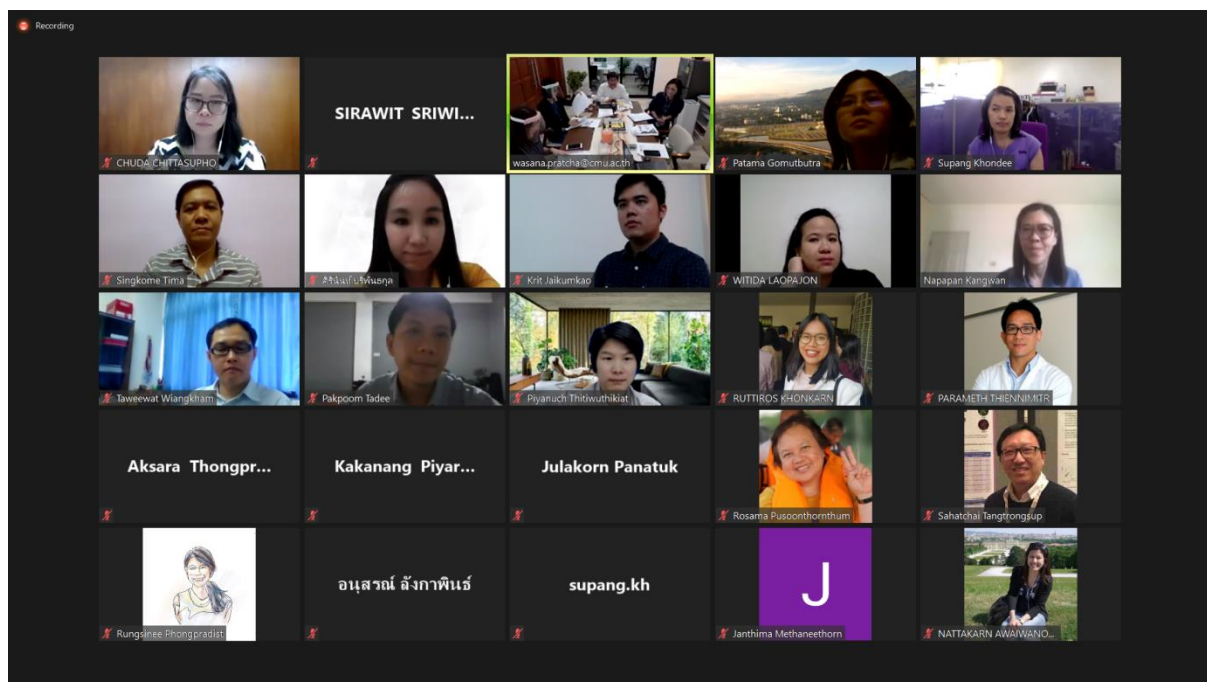 Recording
CHUDA CHITTASUPHO
SIRAWIT SRIWI...
wasana.pratcha@cmu.ac.th
Patama Gomutbutra
Supang Khondee
Singkome Tima
Krit Jaikumkao
WITIDA LAOPAJON
Napapan Kangwan
Taweewat Wiangkham
Pakpoom Tadee
Piyanuch Thitiwuthikiat
RUTTIROS KHONKARN
PARAMETH THIENNIMITR
Aksara Thongpr...
Kakanang Piyar...
Julakorn Panatuk
Rosama Pusoonthornthum
Sahatchai Tangtrongsup
Rungsinee Phongpradist
อนุสรณ์ ลังกาพินธ์
supang.kh
J
Janthima Methaneethorn
NATTAKARN AWAIWANO...